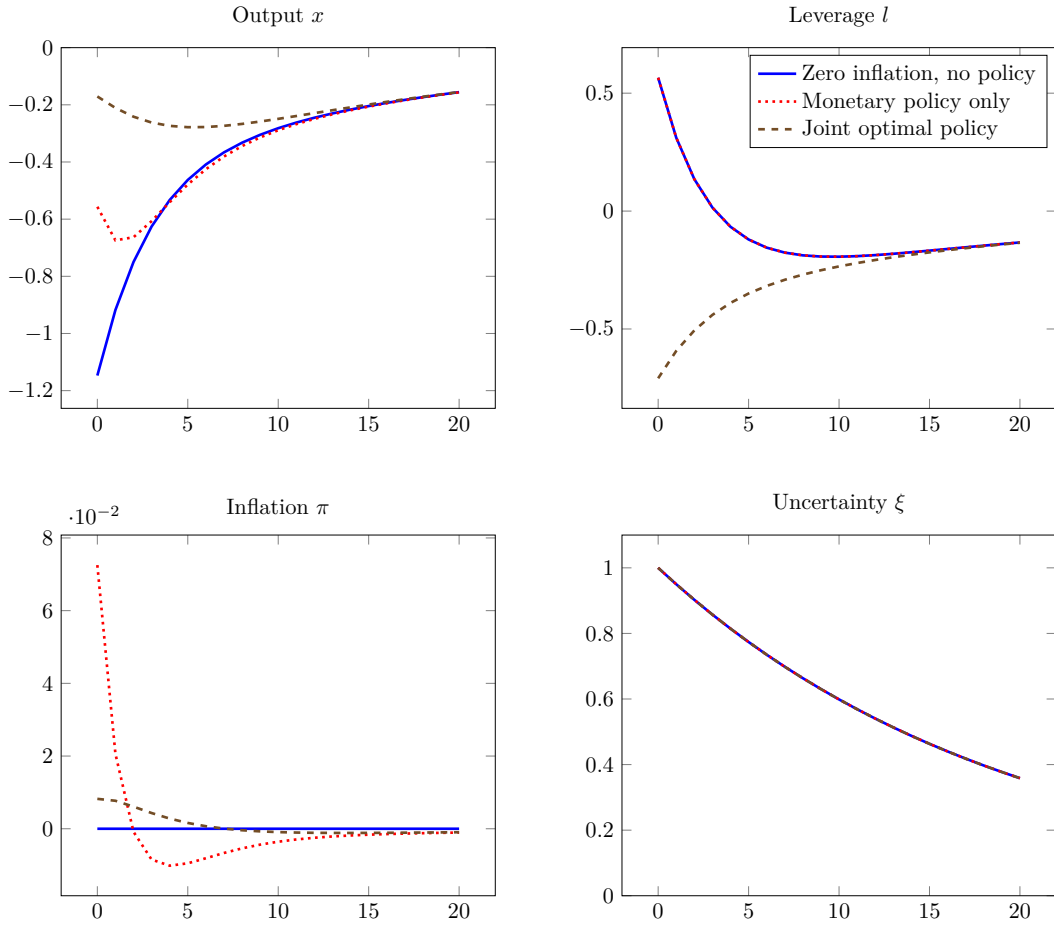 Output x
0
−0.2
−0.4
−0.6
−0.8
−1
−1.2
0 5 10 15 20
Leverage l
Zero inflation, no policy
Monetary policy only
Joint optimal policy
0.5
0
−0.5
0 5 10 15 20
Inflation π
·10⁻²
8
6
4
2
0
0 5 10 15 20
Uncertainty ξ
1
0.8
0.6
0.4
0.2
0
0 5 10 15 20